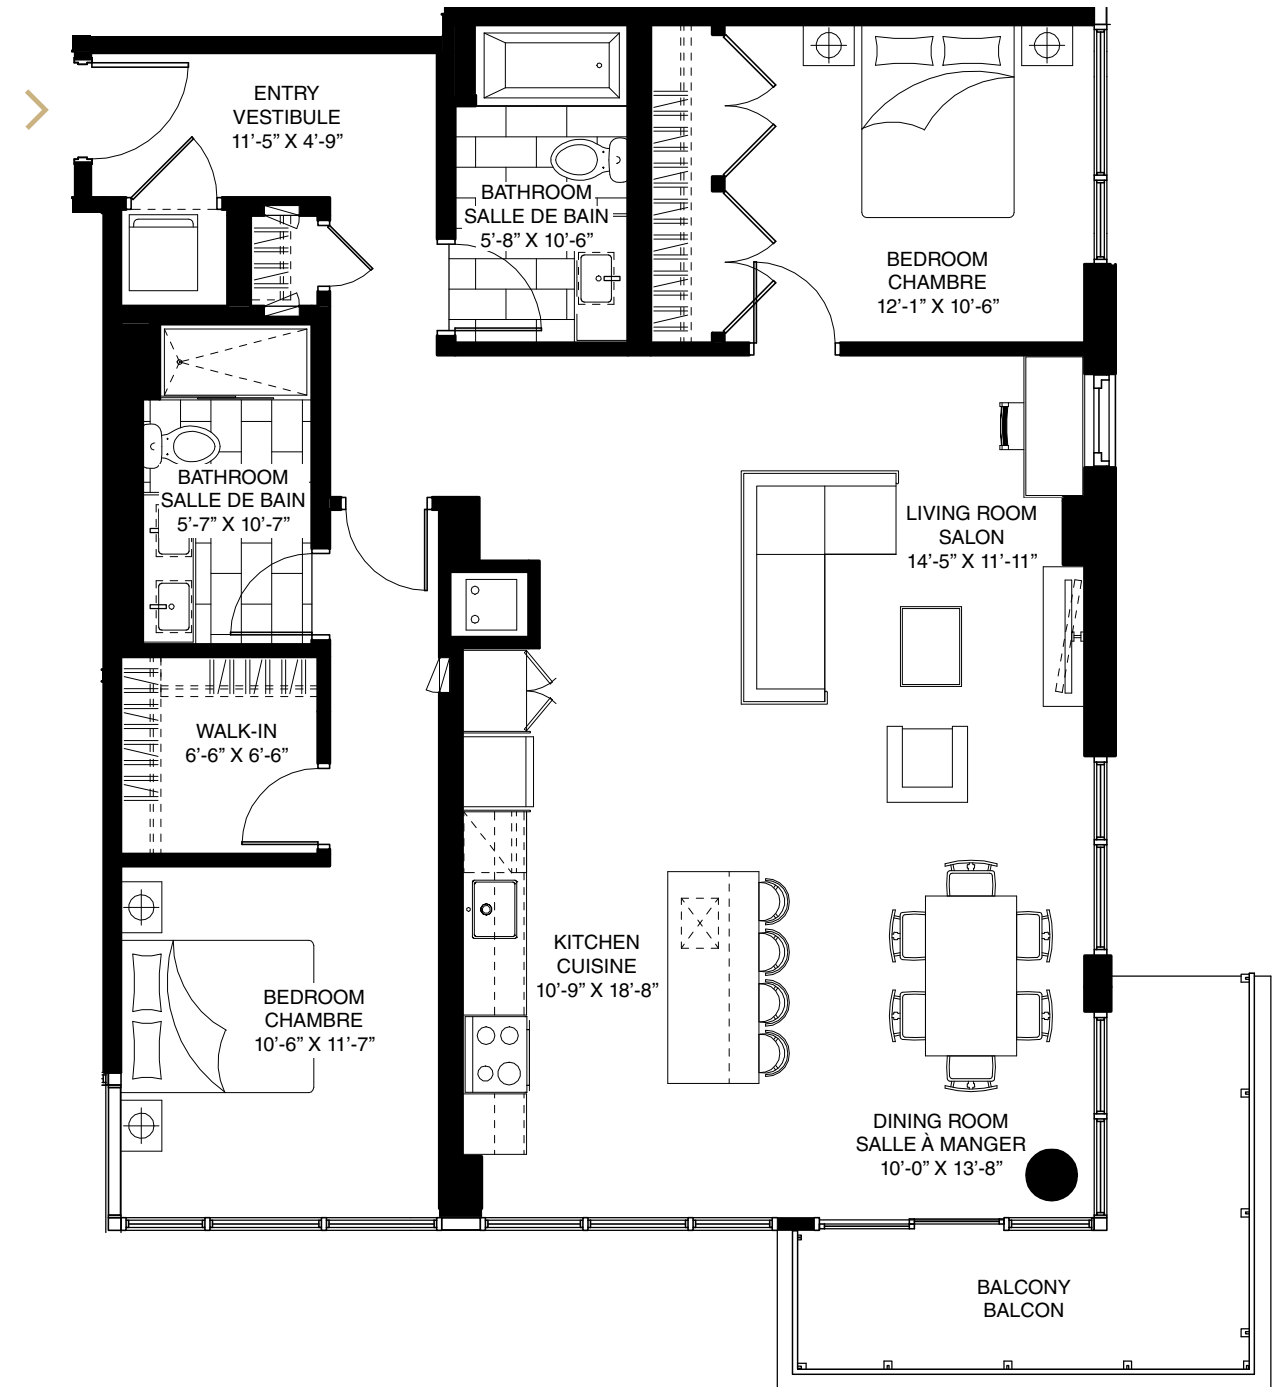 ENTRY
VESTIBULE
11'-5” X 4'-9”
BATHROOM
SALLE DE BAIN
5'-8” X 10'-6”
BEDROOM
CHAMBRE
12'-1” X 10'-6”
BATHROOM
SALLE DE BAIN
5'-7” X 10'-7”
LIVING ROOM
SALON
14'-5” X 11'-11”
WALK-IN
6'-6” X 6'-6”
KITCHEN
CUISINE
10'-9” X 18'-8”
BEDROOM
CHAMBRE
10'-6” X 11'-7”
DINING ROOM
SALLE À MANGER
10'-0” X 13'-8”
BALCONY
BALCON